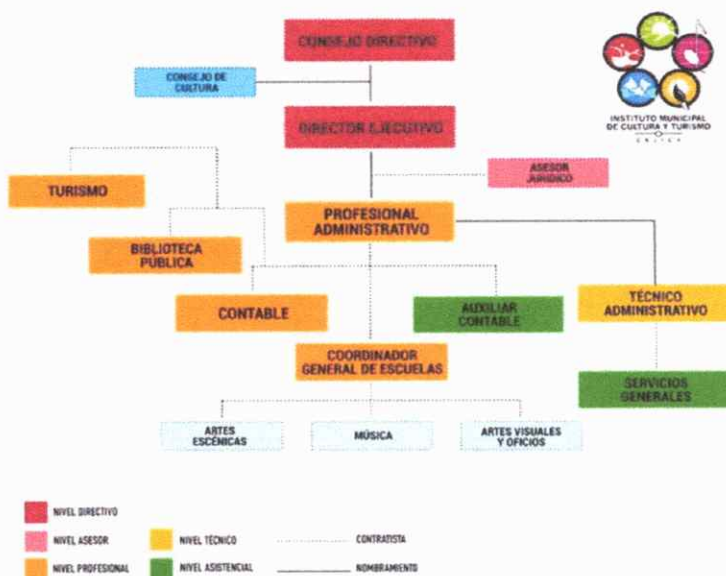 CONSEJO DIRECTIVO
CONSEJO DE
CULTURA
INSTITUTO MUNICIPAL
DE CULTURA Y TURISMO
DIRECTOR EJECUTIVO
ASESOR
JURIDICO
TURISMO
PROFESIONAL
ADMINISTRATIVO
BIBLIOTECA
PÚBLICA
CONTABLE
AUXILIAR
CONTABLE
TÉCNICO
ADMINISTRATIVO
COORDINADOR
GENERAL DE ESCUELAS
SERVICIOS
GENERALES
ARTES
ESCÉNICAS
MÚSICA
ARTES VISUALES
Y OFICIOS
NIVEL DIRECTIVO
NIVEL ASESOR
NIVEL TÉCNICO
CONTRATISTA
NIVEL PROFESIONAL
NIVEL ASISTENCIAL
NOMBRAMIENTO